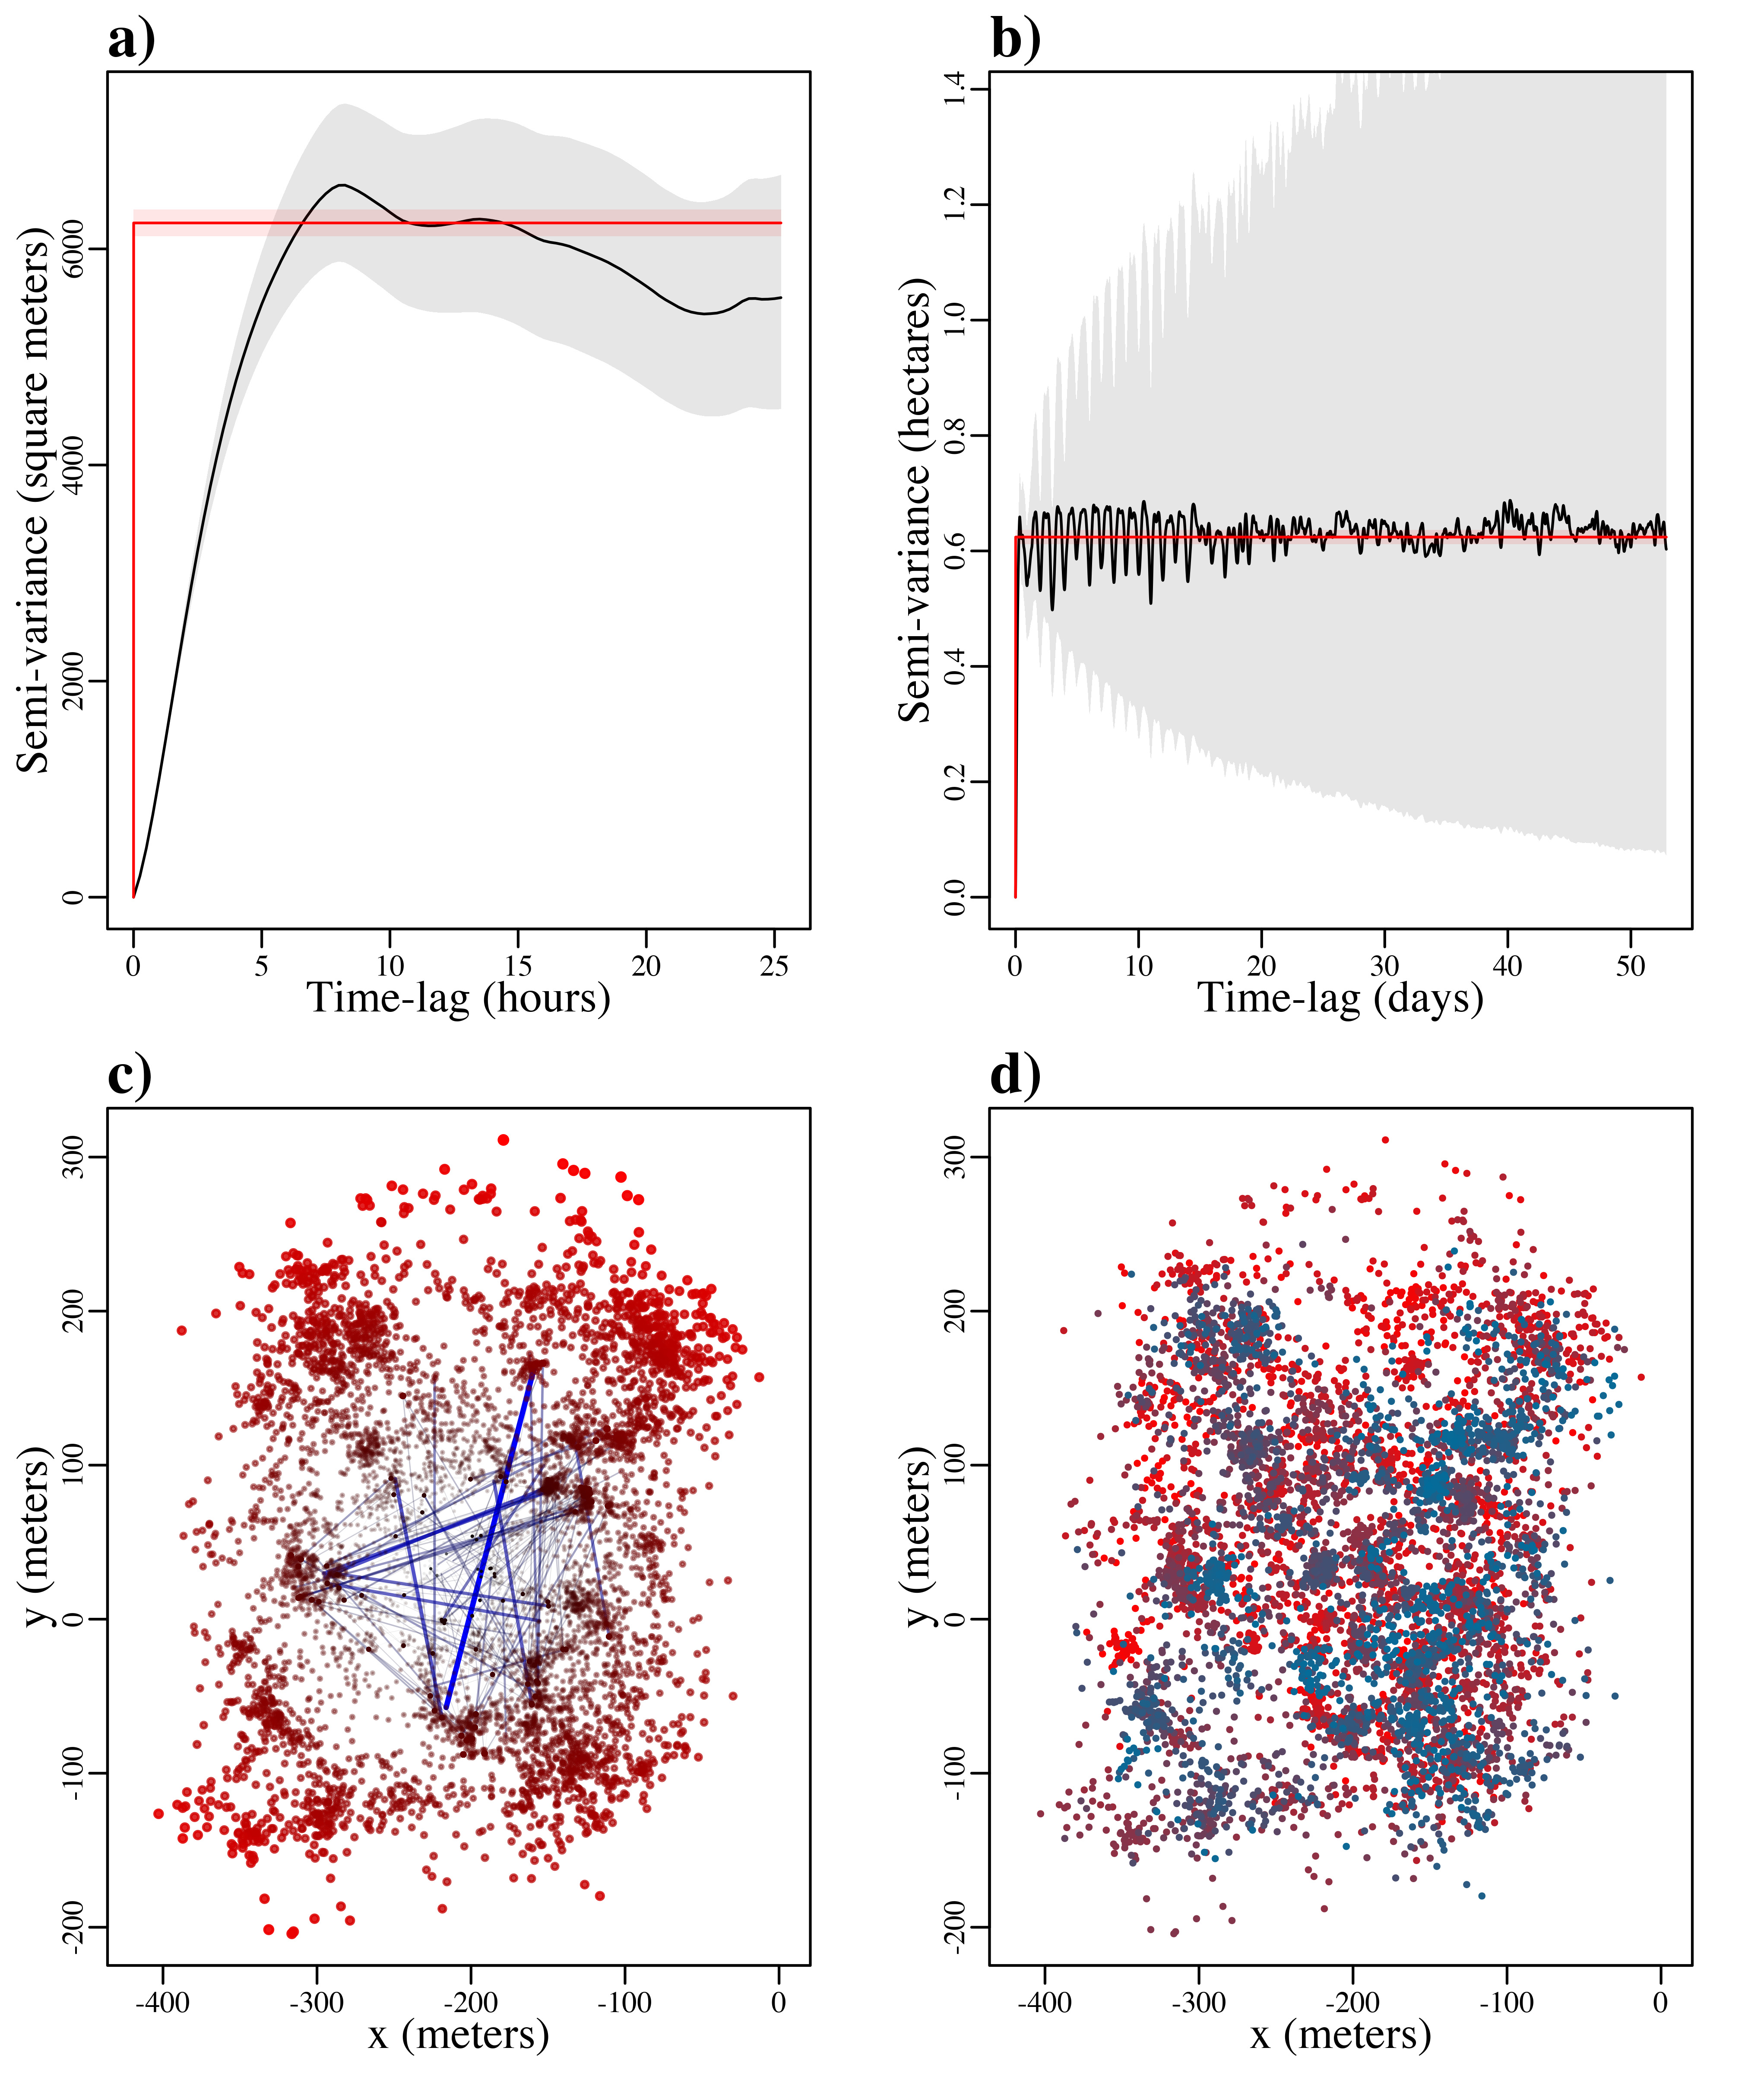 a)
Semi-variance (square meters)
6000
4000
2000
0
0 5 10 15 20 25
Time-lag (hours)
b)
Semi-variance (hectares)
1.4
1.2
1.0
0.8
0.6
0.4
0.2
0.0
0 10 20 30 40 50
Time-lag (days)
c)
y (meters)
300
200
100
0
-100
-200
-400 -300 -200 -100 0
x (meters)
d)
y (meters)
300
200
100
0
-100
-200
-400 -300 -200 -100 0
x (meters)